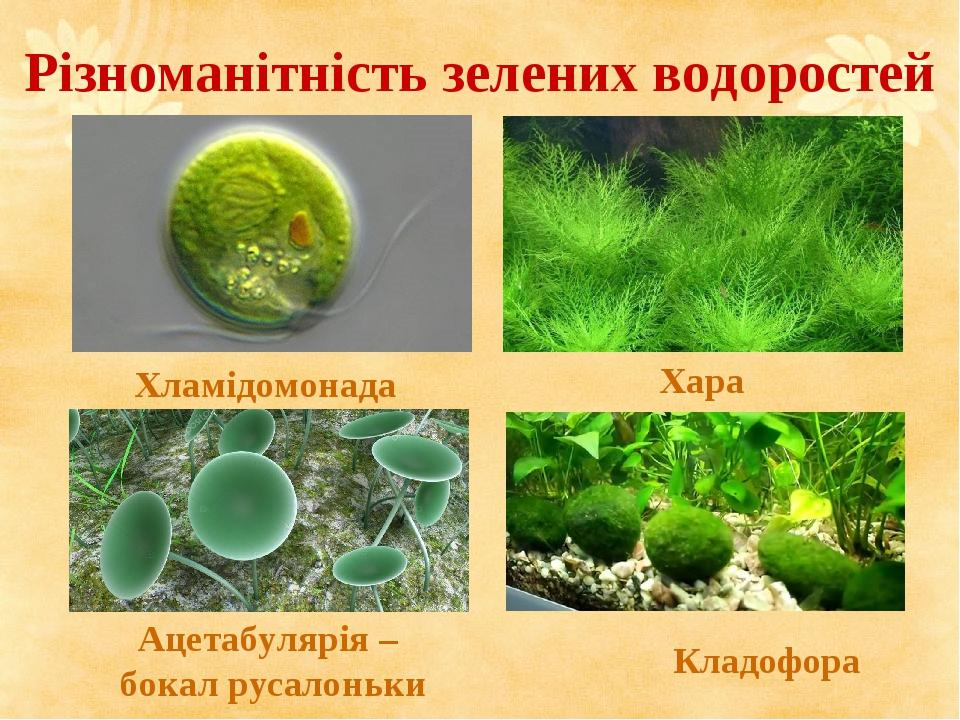 Різноманітність зелених водоростей
Хламідомонада
Хара
Ацетабулярія –
бокал русалоньки
Кладофора